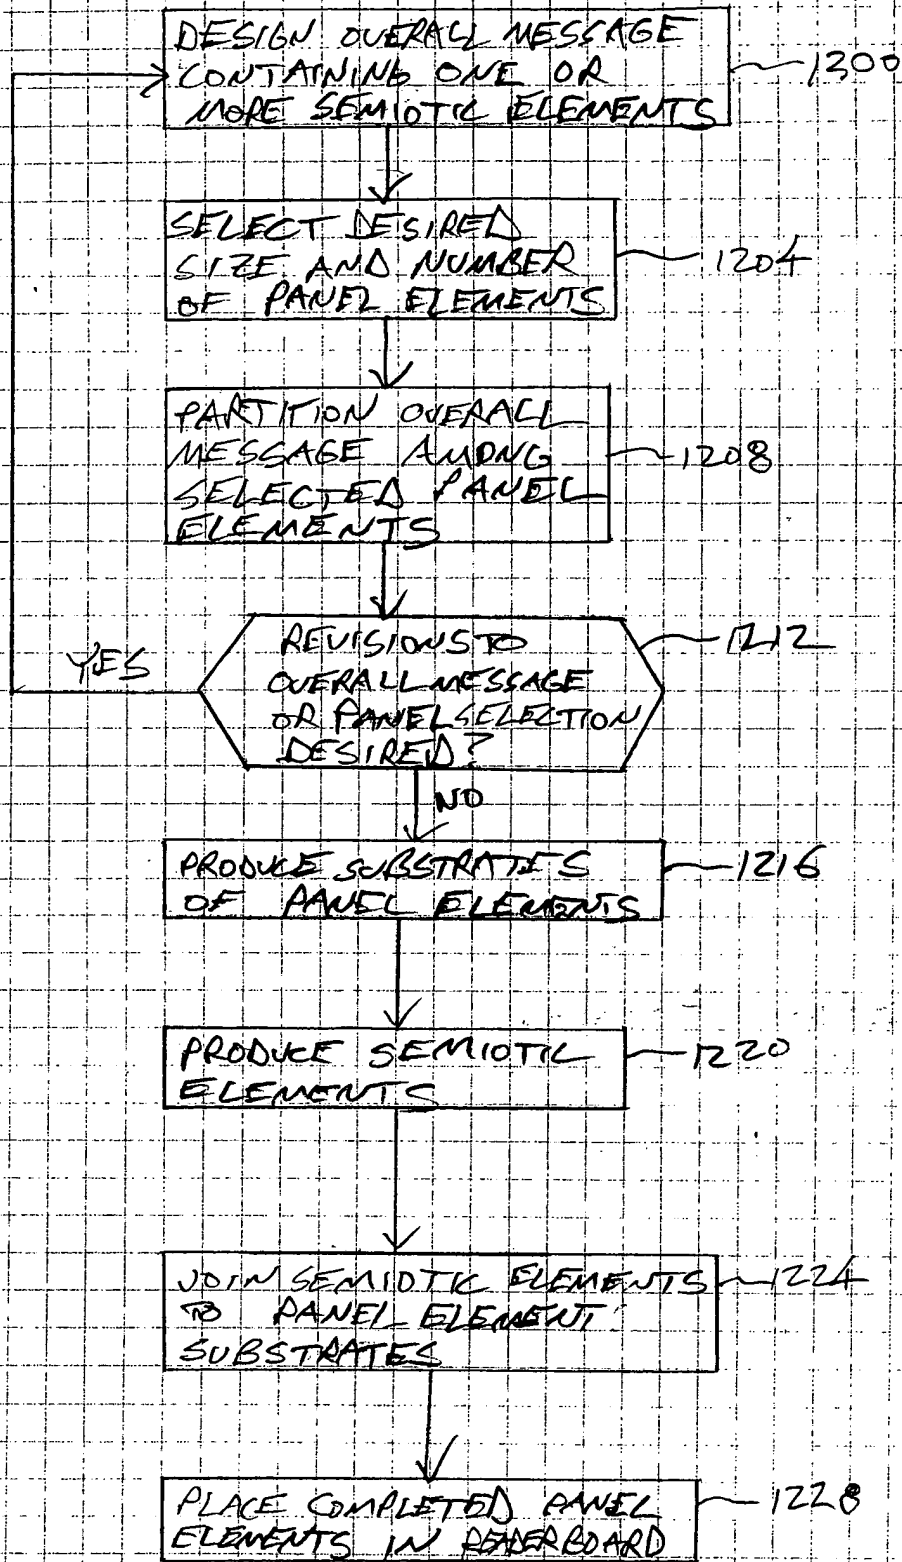 DESIGN OVERALL MESSAGE
CONTAINING ONE OR
MORE SEMIOTIC ELEMENTS
1200
SELECT DESIRED
SIZE AND NUMBER
OF PANEL ELEMENTS
1204
PARTITION OVERALL
MESSAGE AMONG
SELECTED PANEL
ELEMENTS
1208
REVISIONS TO
OVERALL MESSAGE
OR PANEL SELECTION
DESIRED?
1212
YES
NO
PRODUCE SUBSTRATES
OF PANEL ELEMENTS
1216
PRODUCE SEMIOTIC
ELEMENTS
1220
JOIN SEMIOTIC ELEMENTS
TO PANEL ELEMENT
SUBSTRATES
1224
PLACE COMPLETED PANEL
ELEMENTS IN READERBOARD
1228